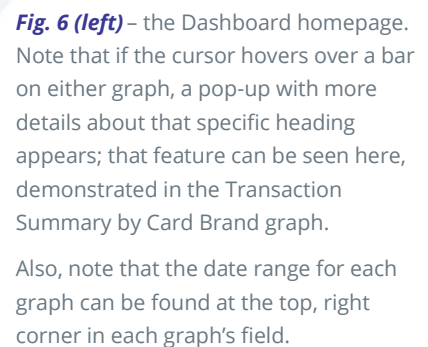 Fig. 6 (left) – the Dashboard homepage.
Note that if the cursor hovers over a bar
on either graph, a pop-up with more
details about that specific heading
appears; that feature can be seen here,
demonstrated in the Transaction
Summary by Card Brand graph.
Also, note that the date range for each
graph can be found at the top, right
corner in each graph’s field.